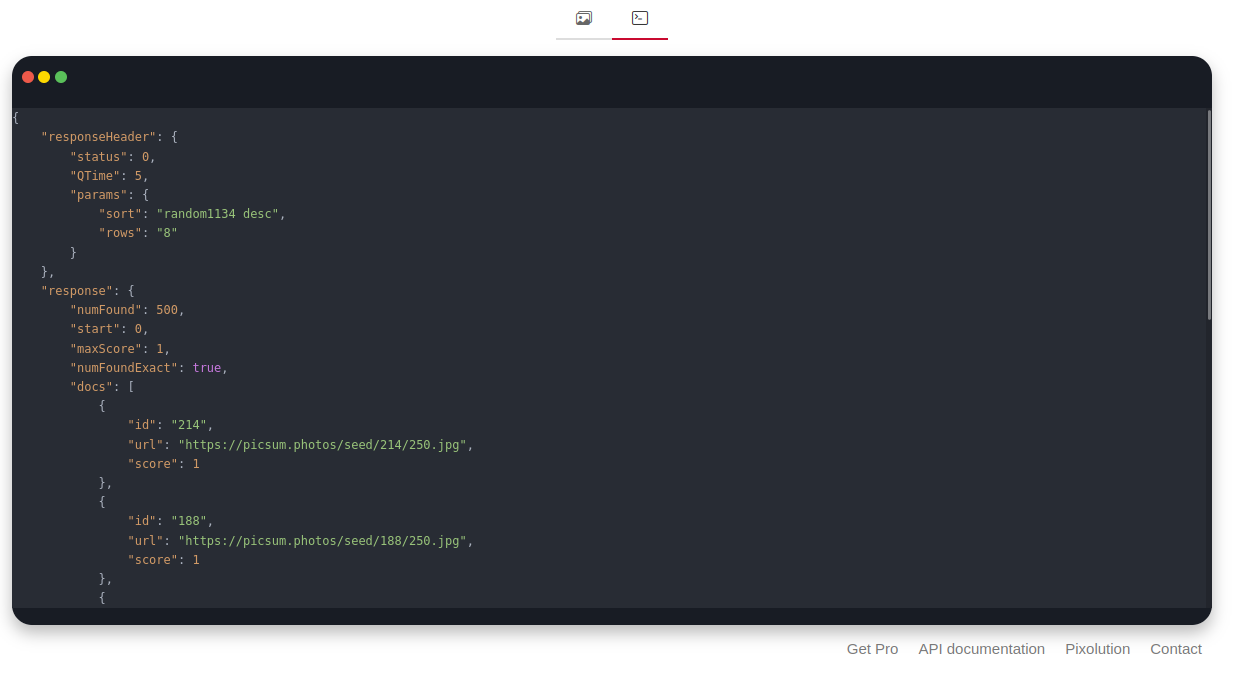 {
    "responseHeader": {
        "status": 0,
        "QTime": 5,
        "params": {
            "sort": "random1134 desc",
            "rows": "8"
        }
    },
    "response": {
        "numFound": 500,
        "start": 0,
        "maxScore": 1,
        "numFoundExact": true,
        "docs": [
            {
                "id": "214",
                "url": "https://picsum.photos/seed/214/250.jpg",
                "score": 1
            },
            {
                "id": "188",
                "url": "https://picsum.photos/seed/188/250.jpg",
                "score": 1
            },
            {
Get Pro API documentation Pixolution Contact